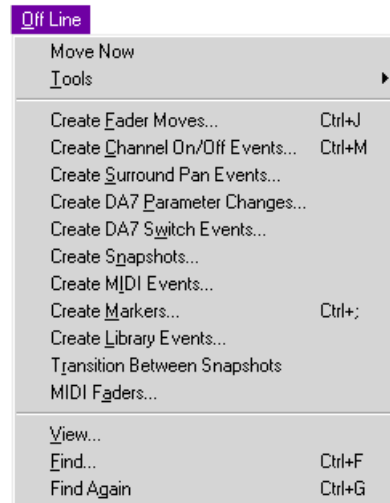 Off Line
Move Now
Tools
Create Fader Moves... Ctrl+J
Create Channel On/Off Events... Ctrl+M
Create Surround Pan Events...
Create DA7 Parameter Changes...
Create DA7 Switch Events...
Create Snapshots...
Create MIDI Events...
Create Markers... Ctrl+;
Create Library Events...
Transition Between Snapshots
MIDI Faders...
View...
Find... Ctrl+F
Find Again Ctrl+G